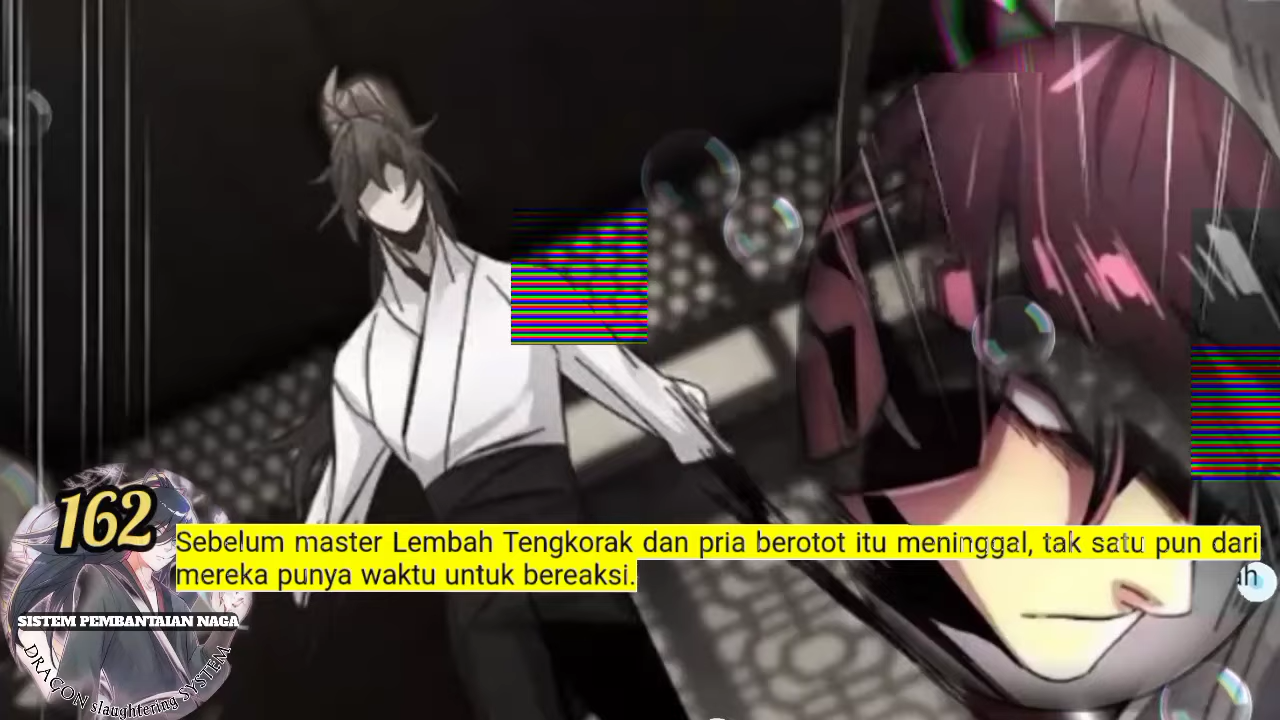 162
Sebelum master Lembah Tengkorak dan pria berotot itu meninggal, tak satu pun dari
mereka punya waktu untuk bereaksi.
SISTEM PEMBANTAIAN NAGA
DRAGON slaughtering SYSTEM